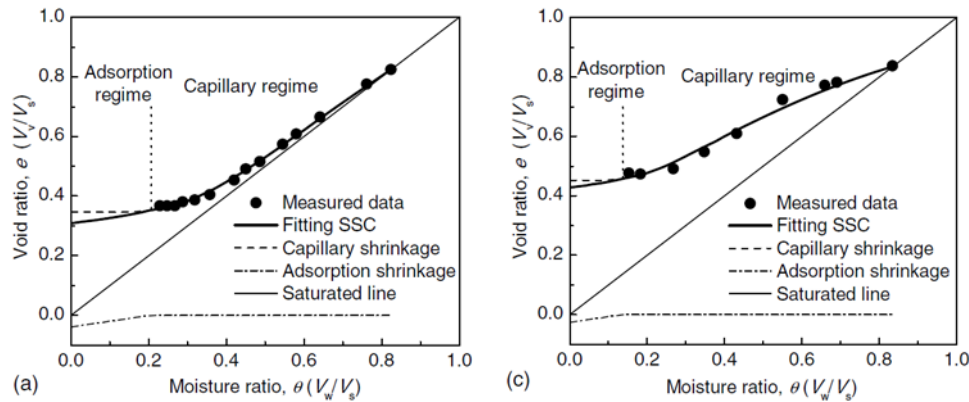 1.0
0.8
0.6
0.4
0.2
0.0
Void ratio, e (Vv/Vs)
Adsorption
regime
Capillary regime
Measured data
Fitting SSC
Capillary shrinkage
Adsorption shrinkage
Saturated line
0.0 0.2 0.4 0.6 0.8 1.0
(a)
Moisture ratio, θ (Vw/Vs)
1.0
0.8
0.6
0.4
0.2
0.0
Void ratio, e (Vv/Vs)
Adsorption
regime
Capillary regime
Measured data
Fitting SSC
Capillary shrinkage
Adsorption shrinkage
Saturated line
0.0 0.2 0.4 0.6 0.8 1.0
(c)
Moisture ratio, θ (Vw/Vs)